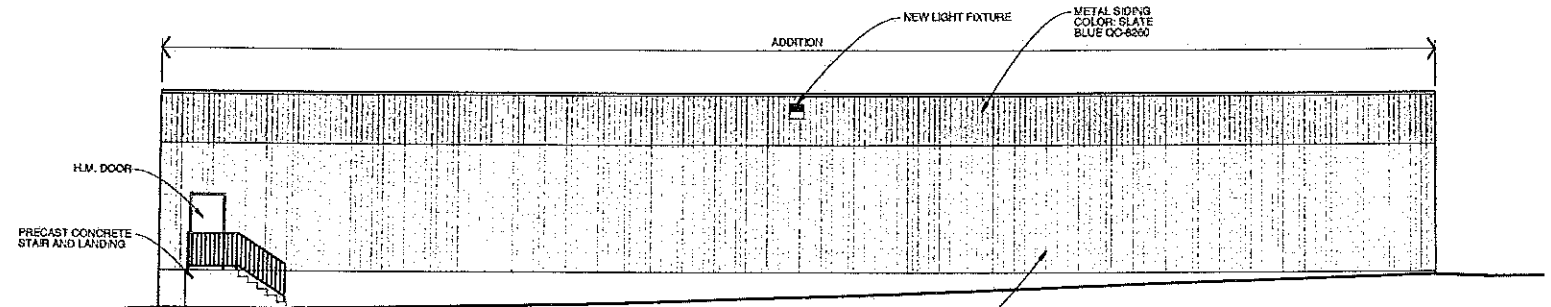 NEW LIGHT FIXTURE
METAL SIDING
COLOR: SLATE
BLUE QC-8260
ADDITION
H.M. DOOR
PRECAST CONCRETE
STAIR AND LANDING